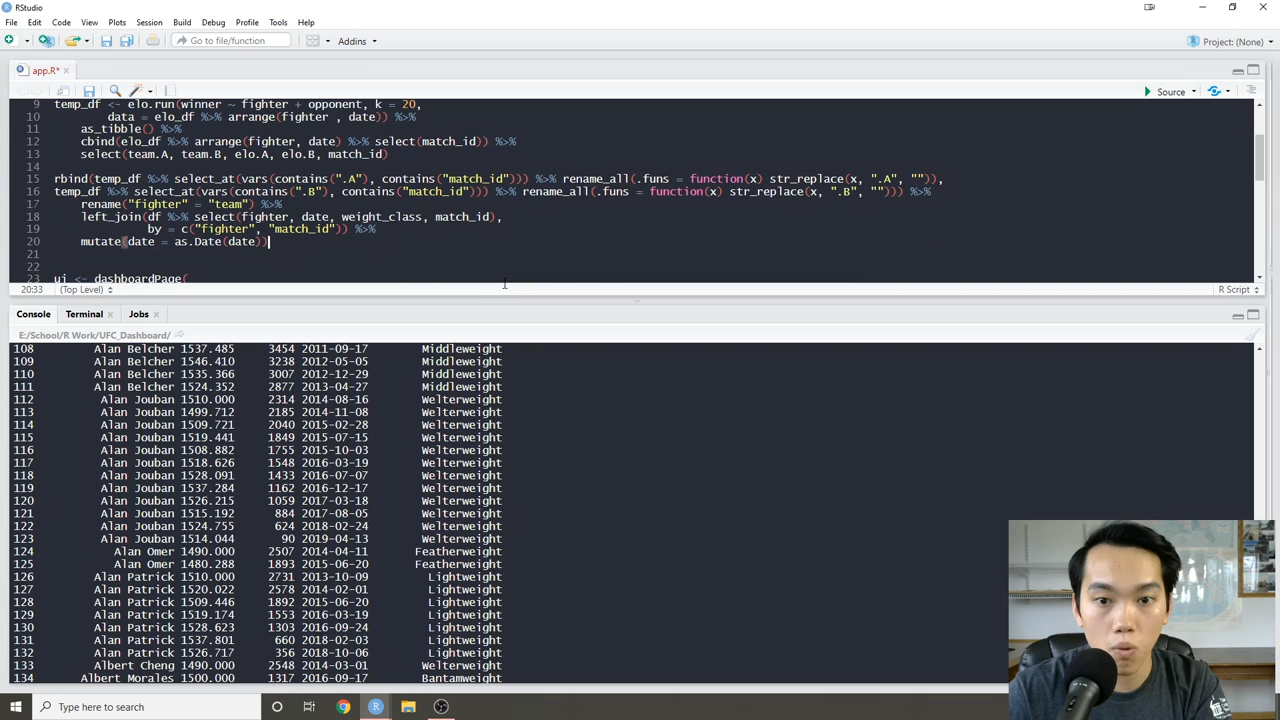 RStudio
File Edit Code View Plots Session Build Debug Profile Tools Help
Go to file/function Addins Project: (None)
app.R*
Source
9 temp_df <- elo.run(winner ~ fighter + opponent, k = 20,
10 data = elo_df %>% arrange(fighter , date)) %>%
11 as_tibble() %>%
12 cbind(elo_df %>% arrange(fighter, date) %>% select(match_id)) %>%
13 select(team.A, team.B, elo.A, elo.B, match_id)
14
15 rbind(temp_df %>% select_at(vars(contains(".A"), contains("match_id"))) %>% rename_all(.funs = function(x) str_replace(x, ".A", "")),
16 temp_df %>% select_at(vars(contains(".B"), contains("match_id"))) %>% rename_all(.funs = function(x) str_replace(x, ".B", ""))) %>%
17 rename("fighter" = "team") %>%
18 left_join(df %>% select(fighter, date, weight_class, match_id),
19 by = c("fighter", "match_id")) %>%
20 mutate(date = as.Date(date))
21
22
23 ui <- dashboardPage(
20:33 (Top Level) R Script
Console Terminal Jobs
E:/School/R Work/UFC_Dashboard/
108 Alan Belcher 1537.485 3454 2011-09-17 Middleweight
109 Alan Belcher 1546.410 3238 2012-05-05 Middleweight
110 Alan Belcher 1535.366 3007 2012-12-29 Middleweight
111 Alan Belcher 1524.352 2877 2013-04-27 Middleweight
112 Alan Jouban 1510.000 2314 2014-08-16 Welterweight
113 Alan Jouban 1499.712 2185 2014-11-08 Welterweight
114 Alan Jouban 1509.721 2040 2015-02-28 Welterweight
115 Alan Jouban 1519.441 1849 2015-07-15 Welterweight
116 Alan Jouban 1508.882 1755 2015-10-03 Welterweight
117 Alan Jouban 1518.626 1548 2016-03-19 Welterweight
118 Alan Jouban 1528.091 1433 2016-07-07 Welterweight
119 Alan Jouban 1537.284 1162 2016-12-17 Welterweight
120 Alan Jouban 1526.215 1059 2017-03-18 Welterweight
121 Alan Jouban 1515.192 884 2017-08-05 Welterweight
122 Alan Jouban 1524.755 624 2018-02-24 Welterweight
123 Alan Jouban 1514.044 90 2019-04-13 Welterweight
124 Alan Omer 1490.000 2507 2014-04-11 Featherweight
125 Alan Omer 1480.288 1893 2015-06-20 Featherweight
126 Alan Patrick 1510.000 2731 2013-10-09 Lightweight
127 Alan Patrick 1520.022 2578 2014-02-01 Lightweight
128 Alan Patrick 1509.446 1892 2015-06-20 Lightweight
129 Alan Patrick 1519.174 1553 2016-03-19 Lightweight
130 Alan Patrick 1528.623 1303 2016-09-24 Lightweight
131 Alan Patrick 1537.801 660 2018-02-03 Lightweight
132 Alan Patrick 1526.717 356 2018-10-06 Lightweight
133 Albert Cheng 1490.000 2548 2014-03-01 Welterweight
134 Albert Morales 1500.000 1317 2016-09-17 Bantamweight
Type here to search